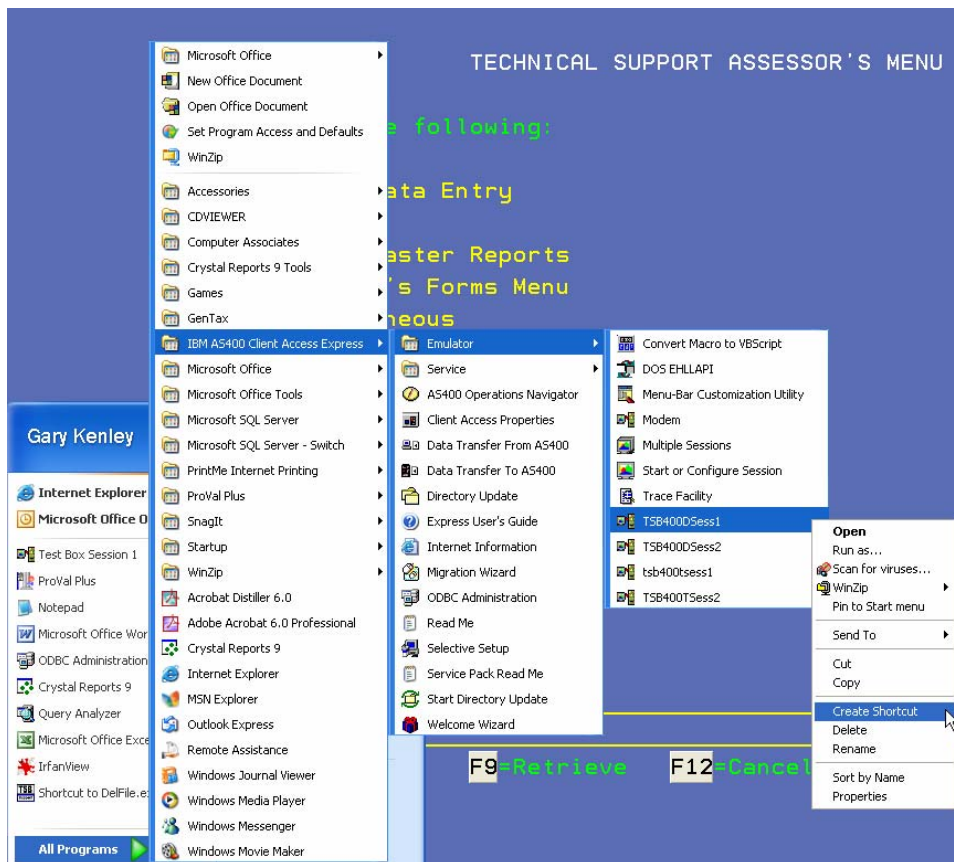 TECHNICAL SUPPORT ASSESSOR'S MENU
following:
Data Entry
Master Reports
's Forms Menu
neous
F9=Retrieve F12=Cancel
Gary Kenley
Internet Explorer
Microsoft Office O
Test Box Session 1
ProVal Plus
Notepad
Microsoft Office Wor
ODBC Administration
Crystal Reports 9
Query Analyzer
Microsoft Office Exce
IrfanView
Shortcut to DelFile.e
All Programs
Microsoft Office
New Office Document
Open Office Document
Set Program Access and Defaults
WinZip
Accessories
CDVIEWER
Computer Associates
Crystal Reports 9 Tools
Games
GenTax
IBM AS400 Client Access Express
Microsoft Office
Microsoft Office Tools
Microsoft SQL Server
Microsoft SQL Server - Switch
PrintMe Internet Printing
ProVal Plus
SnagIt
Startup
WinZip
Acrobat Distiller 6.0
Adobe Acrobat 6.0 Professional
Crystal Reports 9
Internet Explorer
MSN Explorer
Outlook Express
Remote Assistance
Windows Journal Viewer
Windows Media Player
Windows Messenger
Windows Movie Maker
Emulator
Service
AS400 Operations Navigator
Client Access Properties
Data Transfer From AS400
Data Transfer To AS400
Directory Update
Express User's Guide
Internet Information
Migration Wizard
ODBC Administration
Read Me
Selective Setup
Service Pack Read Me
Start Directory Update
Welcome Wizard
Convert Macro to VBScript
DOS EHLLAPI
Menu-Bar Customization Utility
Modem
Multiple Sessions
Start or Configure Session
Trace Facility
TSB400DSess1
TSB400DSess2
tsb400tsess1
TSB400TSess2
Open
Run as...
Scan for viruses...
WinZip
Pin to Start menu
Send To
Cut
Copy
Create Shortcut
Delete
Rename
Sort by Name
Properties